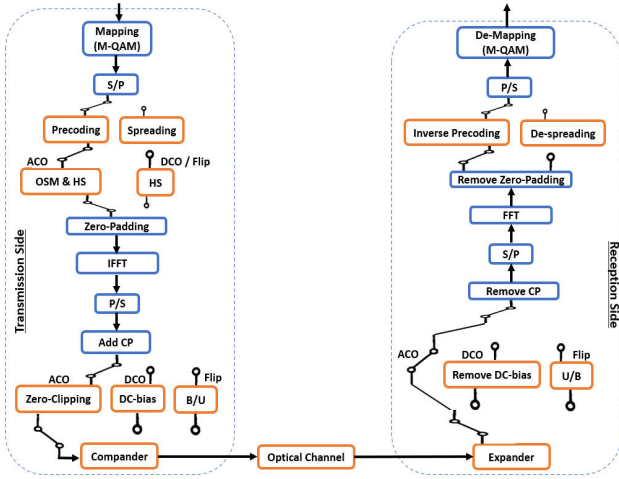 Mapping
(M-QAM)
S/P
Precoding
Spreading
ACO
DCO / Flip
OSM & HS
HS
Zero-Padding
IFFT
P/S
Add CP
ACO
DCO
Flip
Zero-Clipping
DC-bias
B/U
Compander
Transmission Side
Optical Channel
De-Mapping
(M-QAM)
P/S
Inverse Precoding
De-spreading
Remove Zero-Padding
FFT
S/P
Remove CP
ACO
DCO
Flip
Remove DC-bias
U/B
Expander
Reception Side